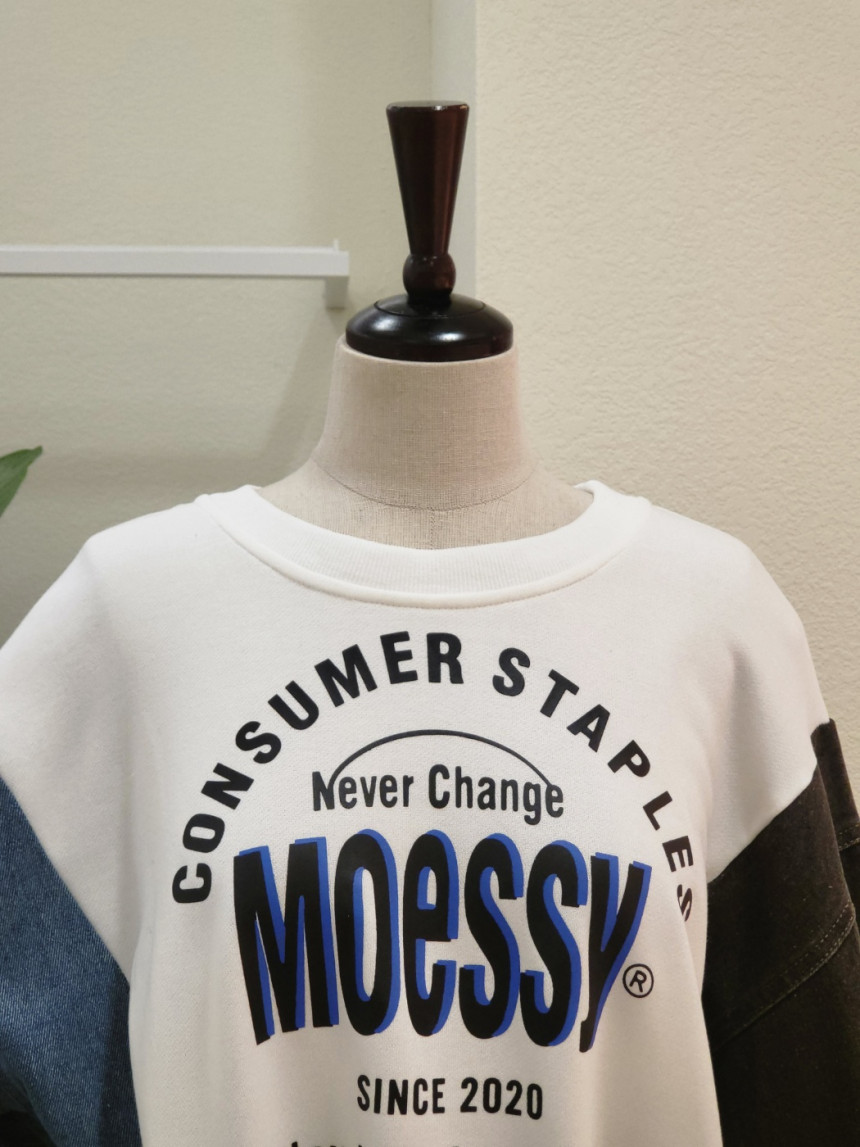 CONSUMER STAPLES
Never Change
MOESSY®
SINCE 2020